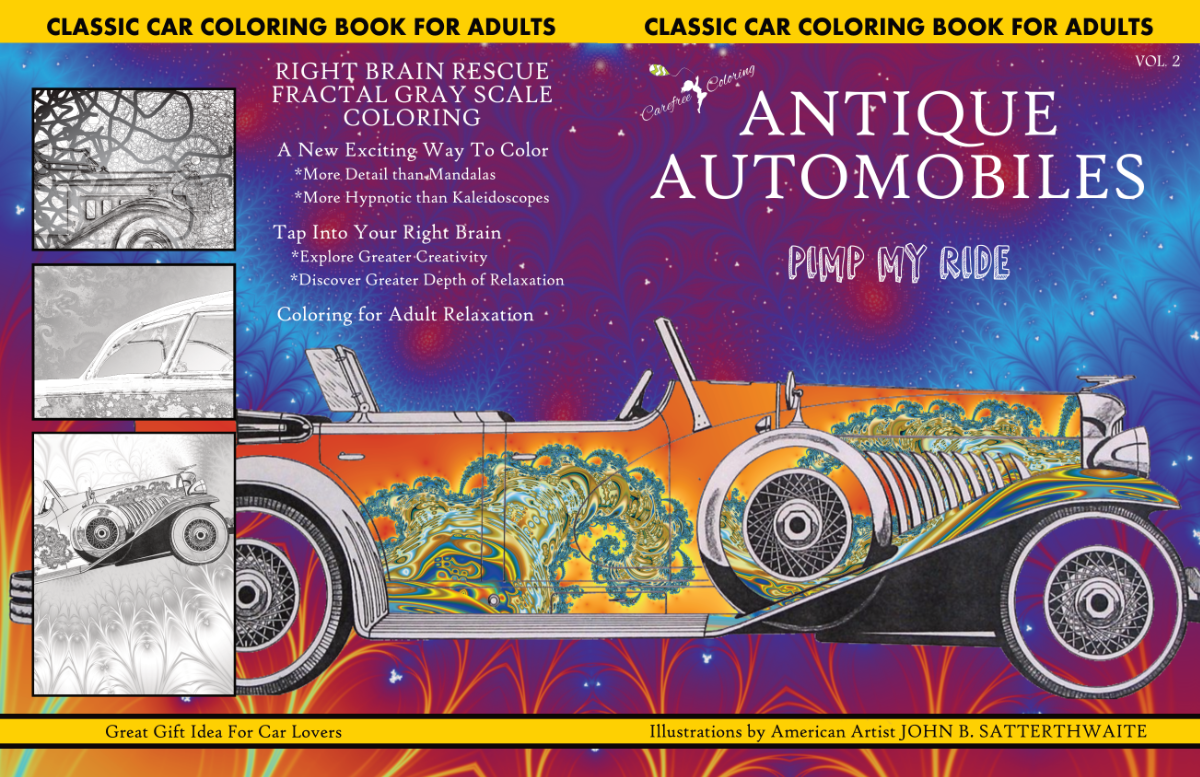 CLASSIC CAR COLORING BOOK FOR ADULTS
RIGHT BRAIN RESCUE
FRACTAL GRAY SCALE
COLORING
A New Exciting Way To Color
*More Detail than Mandalas
*More Hypnotic than Kaleidoscopes
Tap Into Your Right Brain
*Explore Greater Creativity
*Discover Greater Depth of Relaxation
Coloring for Adult Relaxation
Great Gift Idea For Car Lovers
CLASSIC CAR COLORING BOOK FOR ADULTS
VOL. 2
Carefree Coloring
ANTIQUE
AUTOMOBILES
PIMP MY RIDE
Illustrations by American Artist JOHN B. SATTERTHWAITE